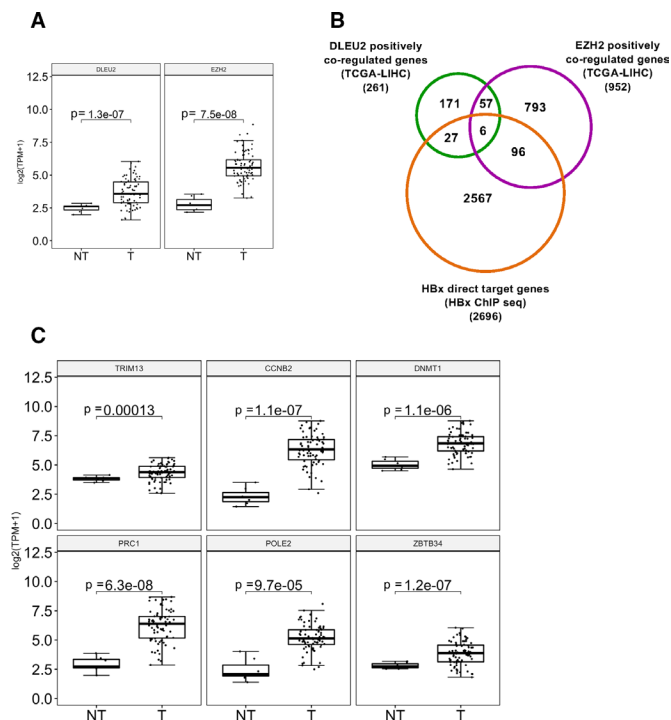 A
DLEU2
EZH2
12.5
10.0
7.5
5.0
2.5
0.0
log2(TPM+1)
p= 1.3e-07
p= 7.5e-08
NT
T
NT
T
B
DLEU2 positively
co-regulated genes
(TCGA-LIHC)
(261)
EZH2 positively
co-regulated genes
(TCGA-LIHC)
(952)
171
57
793
27
6
96
2567
HBx direct target genes
(HBx ChIP seq)
(2696)
C
TRIM13
CCNB2
DNMT1
12.5
10.0
7.5
5.0
2.5
0.0
p = 0.00013
p = 1.1e-07
p = 1.1e-06
log2(TPM+1)
PRC1
POLE2
ZBTB34
12.5
10.0
7.5
5.0
2.5
0.0
p =6.3e-08
p =9.7e-05
p =1.2e-07
NT
T
NT
T
NT
T